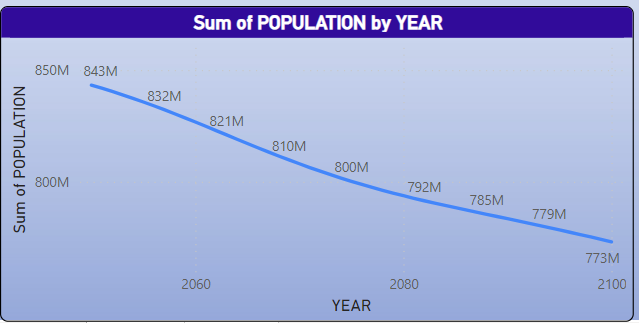 Sum of POPULATION by YEAR
Sum of POPULATION
850M
800M
843M
832M
821M
810M
800M
792M
785M
779M
773M
2060
2080
2100
YEAR